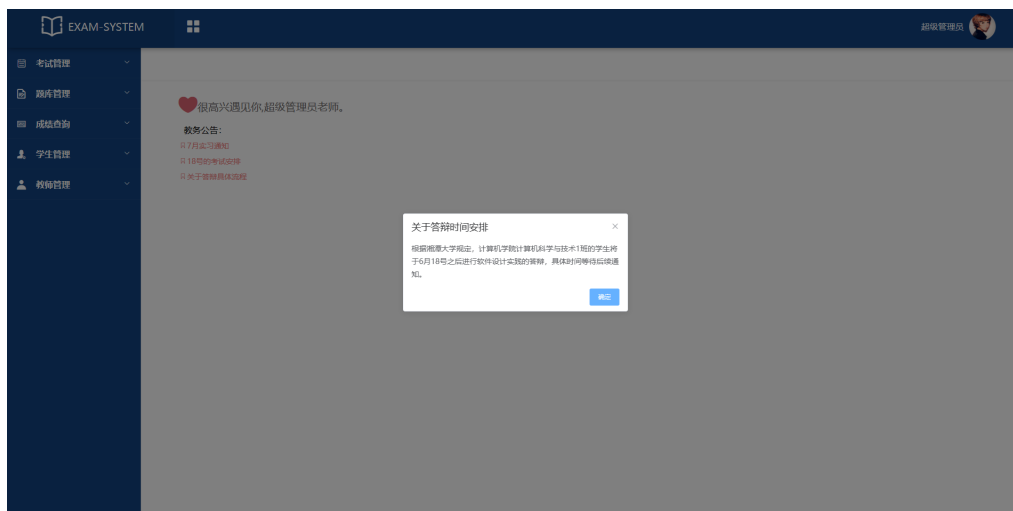 EXAM-SYSTEM
超级管理员
考试管理
题库管理
成绩查询
学生管理
教师管理
很高兴遇见你,超级管理员老师。
教务公告：
7月实习通知
18号的考试安排
关于答辩具体流程
关于答辩时间安排
根据湘潭大学规定，计算机学院计算机科学与技术1班的学生将
于6月18号之后进行软件设计实践的答辩，具体时间等待后续通
知。
确定